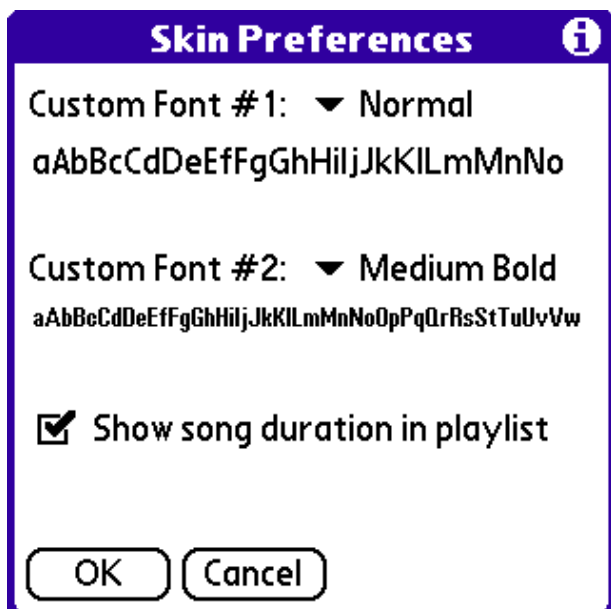 Skin Preferences i
Custom Font #1: Normal
aAbBcCdDeEfFgGhHiIjJkKlLmMnNo
Custom Font #2: Medium Bold
aAbBcCdDeEfFgGhHiIjJkKlLmMnNoOpPqQrRsStTuUvVw
Show song duration in playlist
OK Cancel